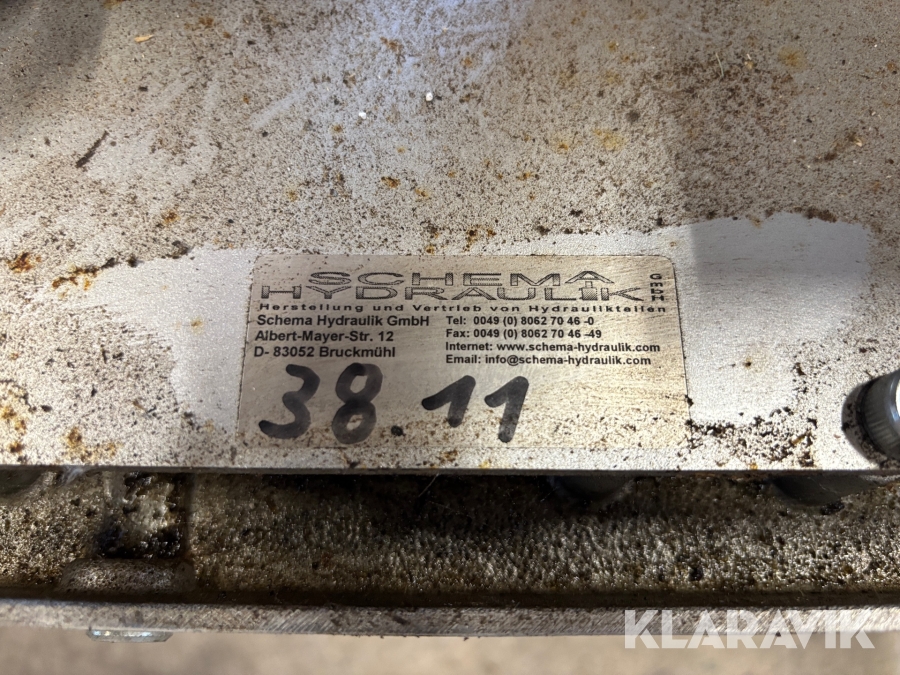 SCHEMA
HYDRAULIK
GmbH
Herstellung und Vertrieb von Hydraulikteilen
Schema Hydraulik GmbH
Albert-Mayer-Str. 12
D- 83052 Bruckmühl
Tel: 0049 (0) 8062 70 46 -0
Fax: 0049 (0) 8062 70 46 -49
Internet: www.schema-hydraulik.com
Email: info@schema-hydraulik.com
38.11
KLARAVIK